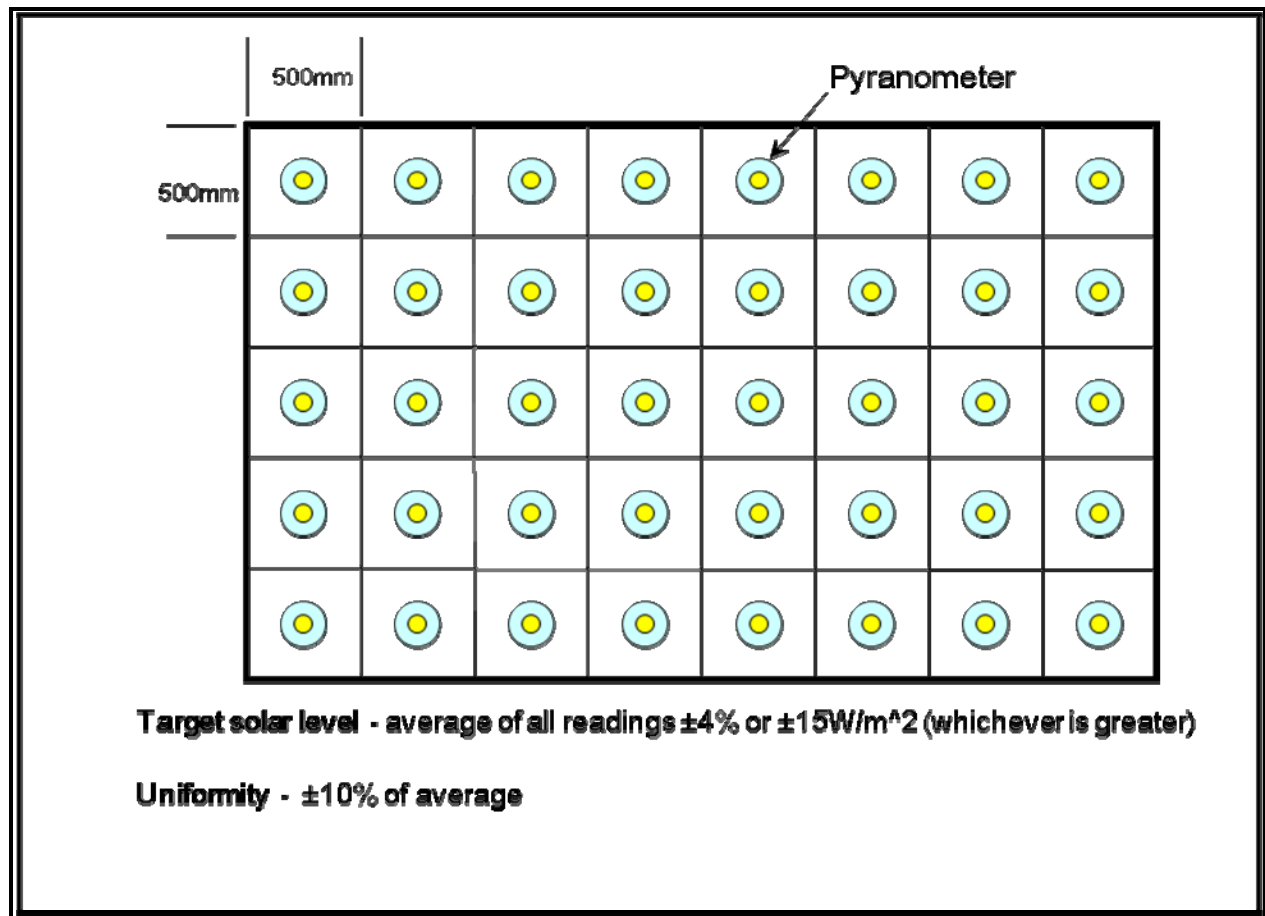 500mm
Pyranometer
500mm
Target solar level - average of all readings ±4% or ±15W/m^2 (whichever is greater)
Uniformity - ±10% of average